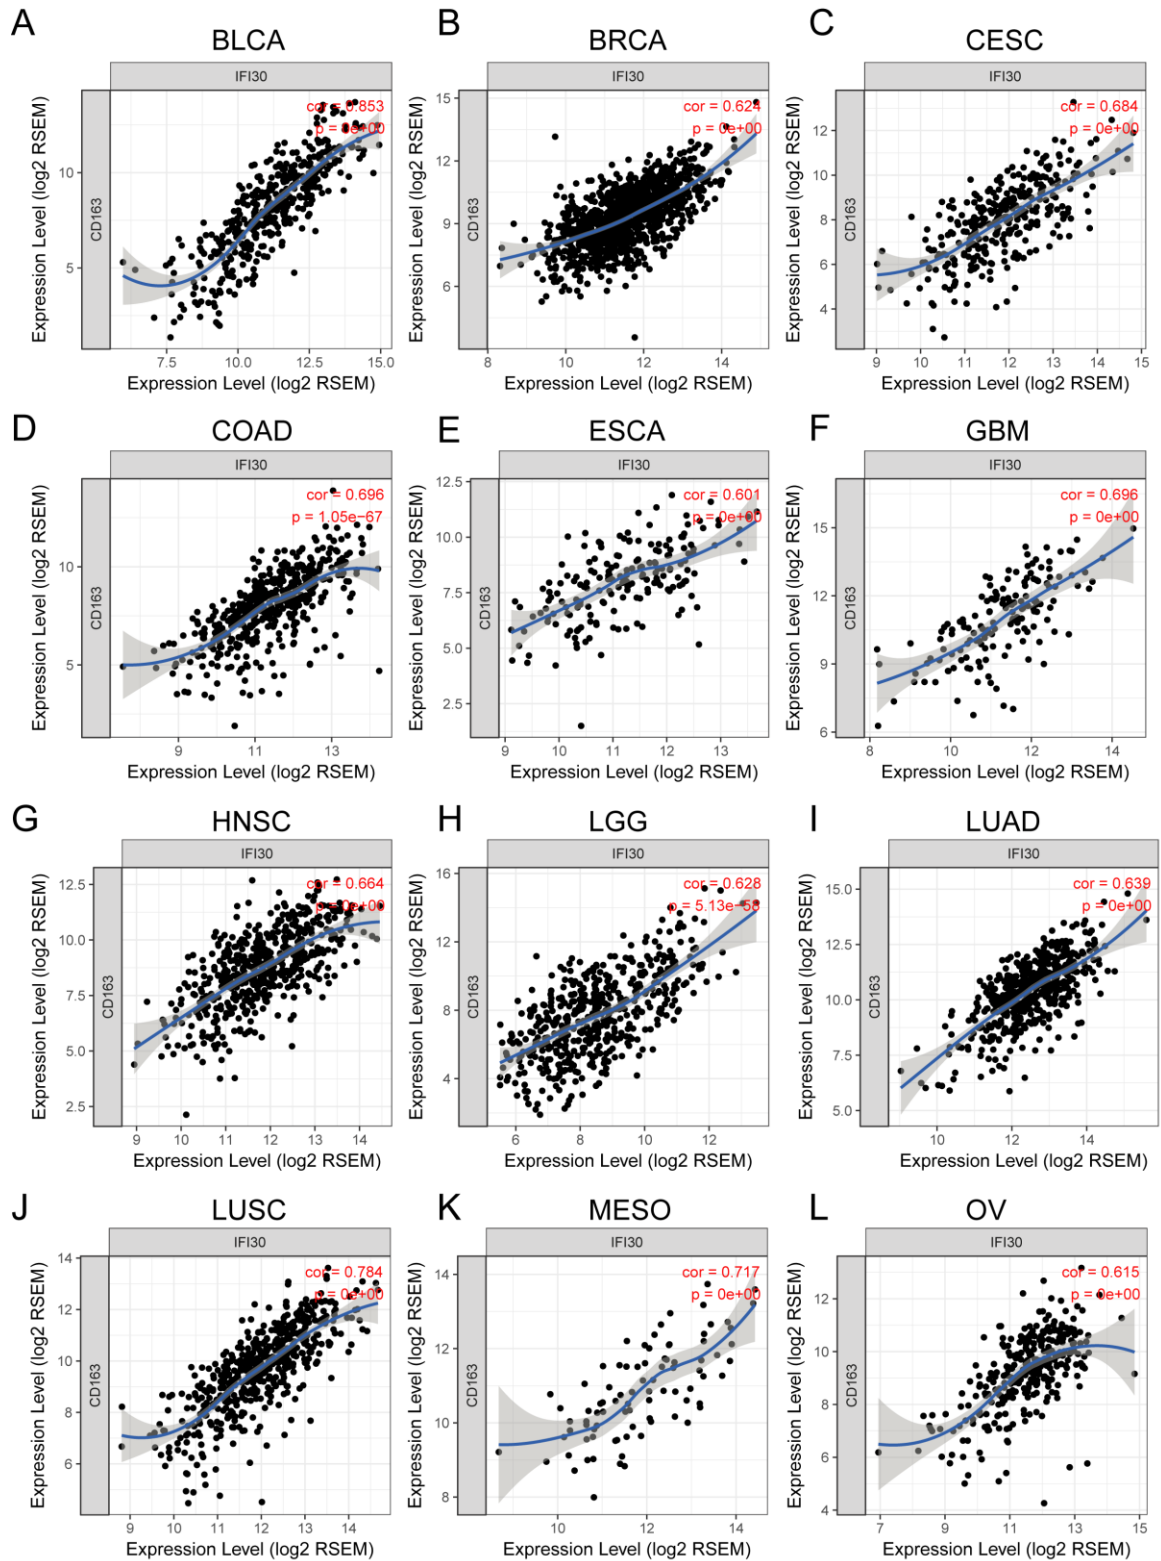 A
BLCA
IFI30
CD163
Expression Level (log2 RSEM)
cor = 0.853
p = 0e+00
10
5
7.5 10.0 12.5 15.0
Expression Level (log2 RSEM)
B
BRCA
IFI30
CD163
Expression Level (log2 RSEM)
cor = 0.624
p = 0e+00
15
12
9
6
8 10 12 14
Expression Level (log2 RSEM)
C
CESC
IFI30
CD163
Expression Level (log2 RSEM)
cor = 0.684
p = 0e+00
12
10
8
6
4
9 10 11 12 13 14 15
Expression Level (log2 RSEM)
D
COAD
IFI30
CD163
Expression Level (log2 RSEM)
cor = 0.696
p = 1.05e−67
10
5
9 11 13
Expression Level (log2 RSEM)
E
ESCA
IFI30
CD163
Expression Level (log2 RSEM)
cor = 0.601
p = 0e+00
12.5
10.0
7.5
5.0
2.5
9 10 11 12 13
Expression Level (log2 RSEM)
F
GBM
IFI30
CD163
Expression Level (log2 RSEM)
cor = 0.696
p = 0e+00
15
12
9
6
8 10 12 14
Expression Level (log2 RSEM)
G
HNSC
IFI30
CD163
Expression Level (log2 RSEM)
cor = 0.664
p = 0e+00
12.5
10.0
7.5
5.0
2.5
9 10 11 12 13 14
Expression Level (log2 RSEM)
H
LGG
IFI30
CD163
Expression Level (log2 RSEM)
cor = 0.628
p = 5.13e−58
16
12
8
4
6 8 10 12
Expression Level (log2 RSEM)
I
LUAD
IFI30
CD163
Expression Level (log2 RSEM)
cor = 0.639
p = 0e+00
15.0
12.5
10.0
7.5
5.0
10 12 14
Expression Level (log2 RSEM)
J
LUSC
IFI30
CD163
Expression Level (log2 RSEM)
cor = 0.784
p = 0e+00
14
12
10
8
6
9 10 11 12 13 14
Expression Level (log2 RSEM)
K
MESO
IFI30
CD163
Expression Level (log2 RSEM)
cor = 0.717
p = 0e+00
14
12
10
8
10 12 14
Expression Level (log2 RSEM)
L
OV
IFI30
CD163
Expression Level (log2 RSEM)
cor = 0.615
p = 0e+00
12
10
8
6
4
7 9 11 13 15
Expression Level (log2 RSEM)